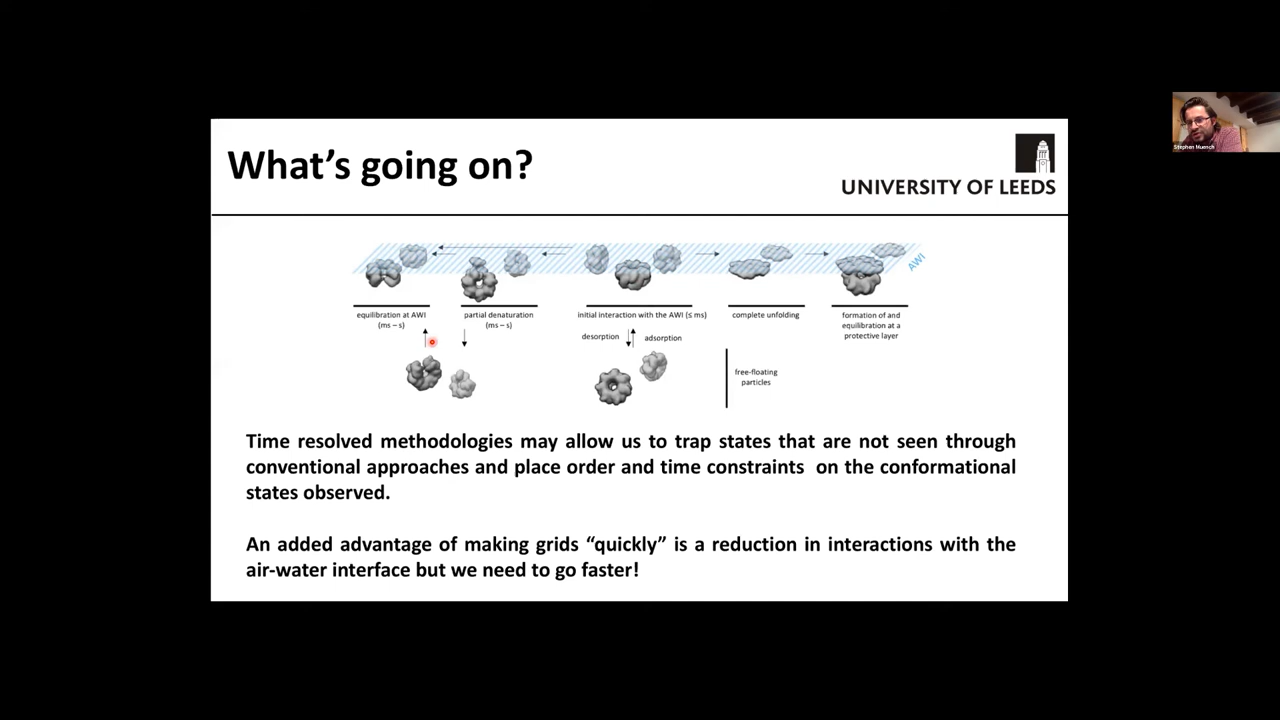 What's going on?
UNIVERSITY OF LEEDS
Stephen Muench
AWI
equilibration at AWI
(ms – s)
partial denaturation
(ms – s)
initial interaction with the AWI (≤ ms)
complete unfolding
formation of and
equilibration at a
protective layer
desorption
adsorption
free-floating
particles
Time resolved methodologies may allow us to trap states that are not seen through
conventional approaches and place order and time constraints on the conformational
states observed.
An added advantage of making grids “quickly” is a reduction in interactions with the
air-water interface but we need to go faster!